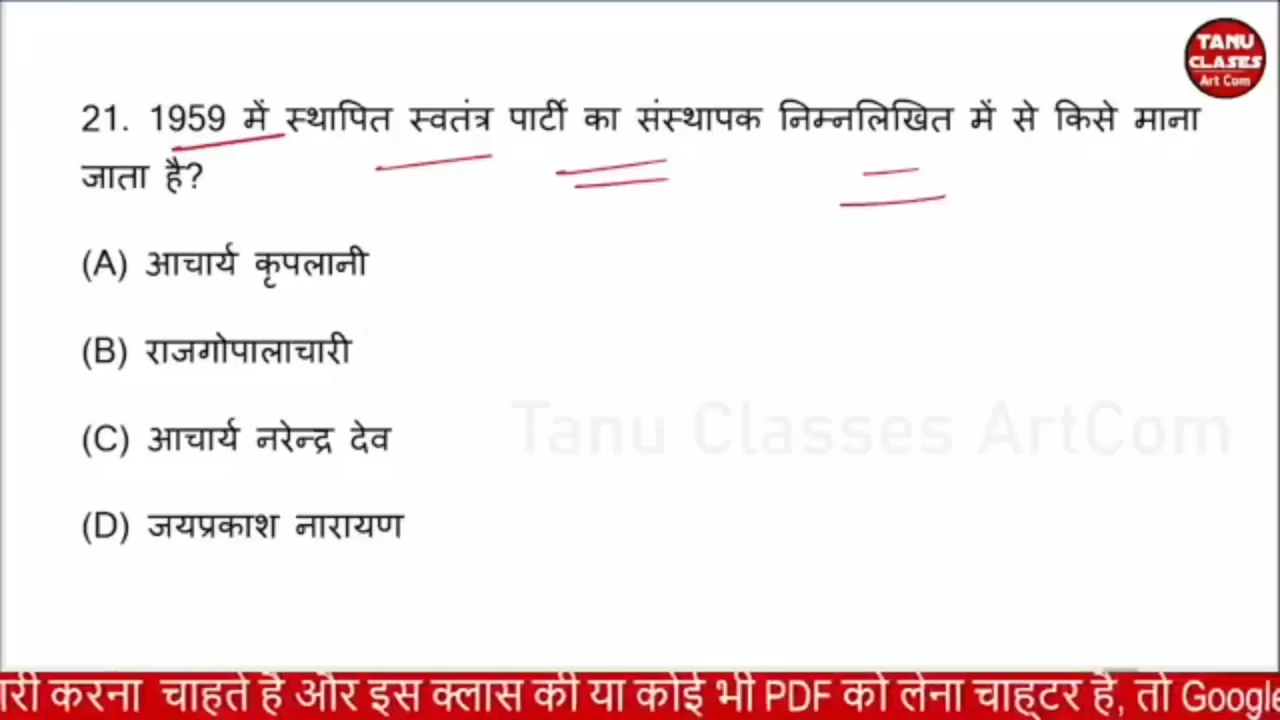 TANU
CLASES
Art Com
21. 1959 में स्थापित स्वतंत्र पार्टी का संस्थापक निम्नलिखित में से किसे माना
जाता है?
(A) आचार्य कृपलानी
(B) राजगोपालाचारी
(C) आचार्य नरेन्द्र देव
(D) जयप्रकाश नारायण
Tanu Classes ArtCom
ारी करना चाहते है और इस क्लास की या कोई भी PDF को लेना चाहटर है, तो Google